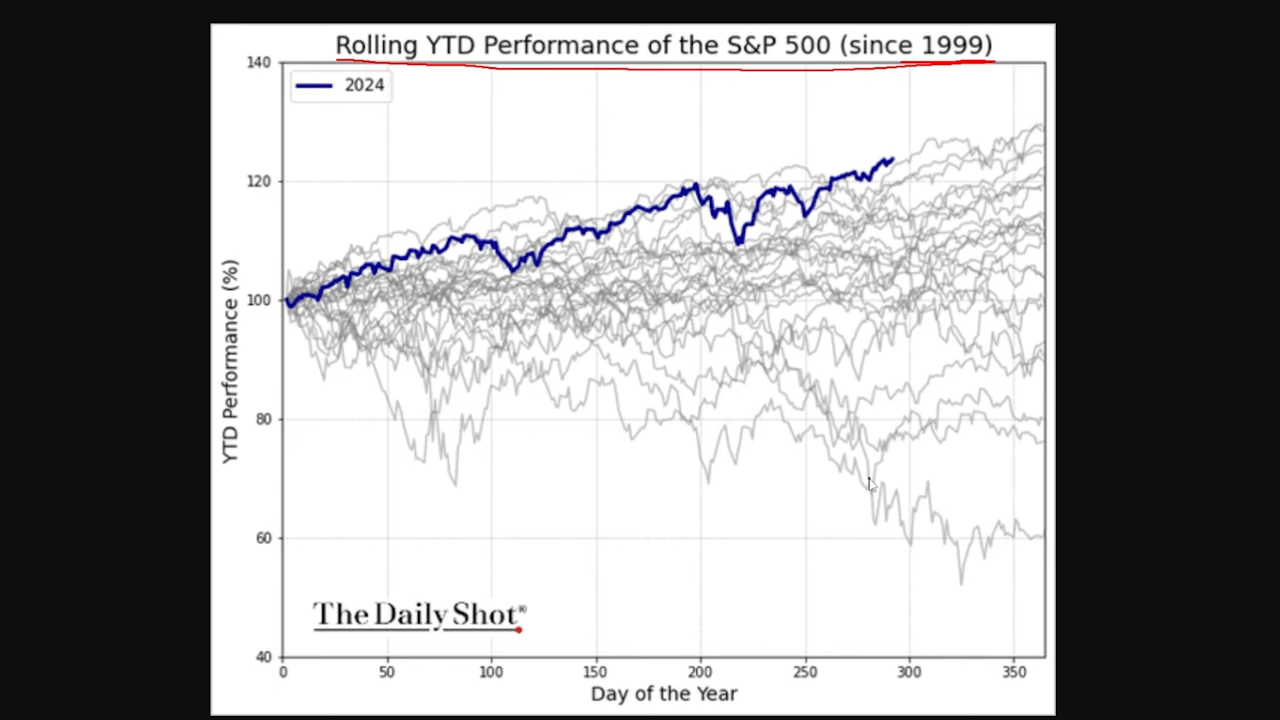 Rolling YTD Performance of the S&P 500 (since 1999)
2024
YTD Performance (%)
140
120
100
80
60
40
The Daily Shot®
0 50 100 150 200 250 300 350
Day of the Year